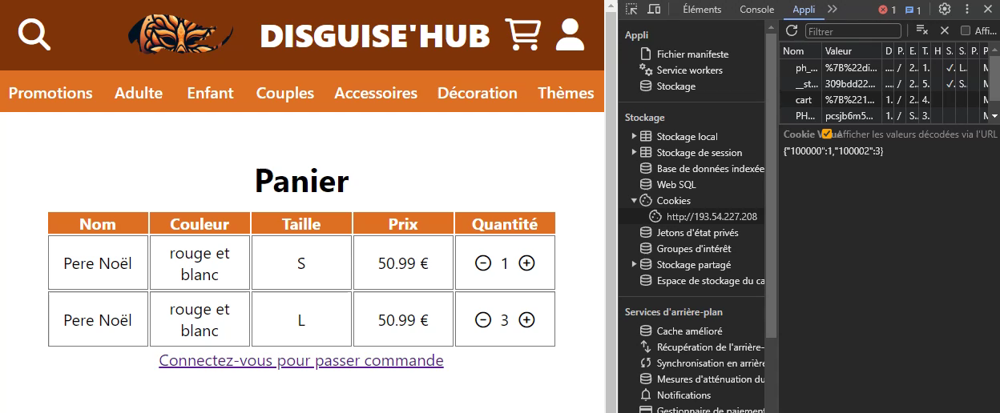 DISGUISE'HUB
Promotions Adulte Enfant Couples Accessoires Décoration Thèmes
Panier
Nom Couleur Taille Prix Quantité
Pere Noël rouge et blanc S 50.99 € 1
Pere Noël rouge et blanc L 50.99 € 3
Connectez-vous pour passer commande
Éléments Console Appli 1 1
Appli
Fichier manifeste
Service workers
Stockage
Stockage
Stockage local
Stockage de session
Base de données indexée
Web SQL
Cookies
http://193.54.227.208
Jetons d'état privés
Groupes d'intérêt
Stockage partagé
Espace de stockage du ca
Services d'arrière-plan
Cache amélioré
Récupération de l'arrière-
Synchronisation en arrière
Mesures d'atténuation du
Notifications
Gestionnaire de paiement
Filtrer Affi...
Nom Valeur D P. E. T. H S. S. P. P
ph_... %7B%22di... .... / 2.. 1. ✓. L. M
__st... 309bdd22... .... / 2.. 5. ✓. S.
cart %7B%221... 1. / 2.. 4. M
PH... pcsjb6m5... 1. / S.. 3. M
Cookie Value Afficher les valeurs décodées via l'URL
{"100000":1,"100002":3}